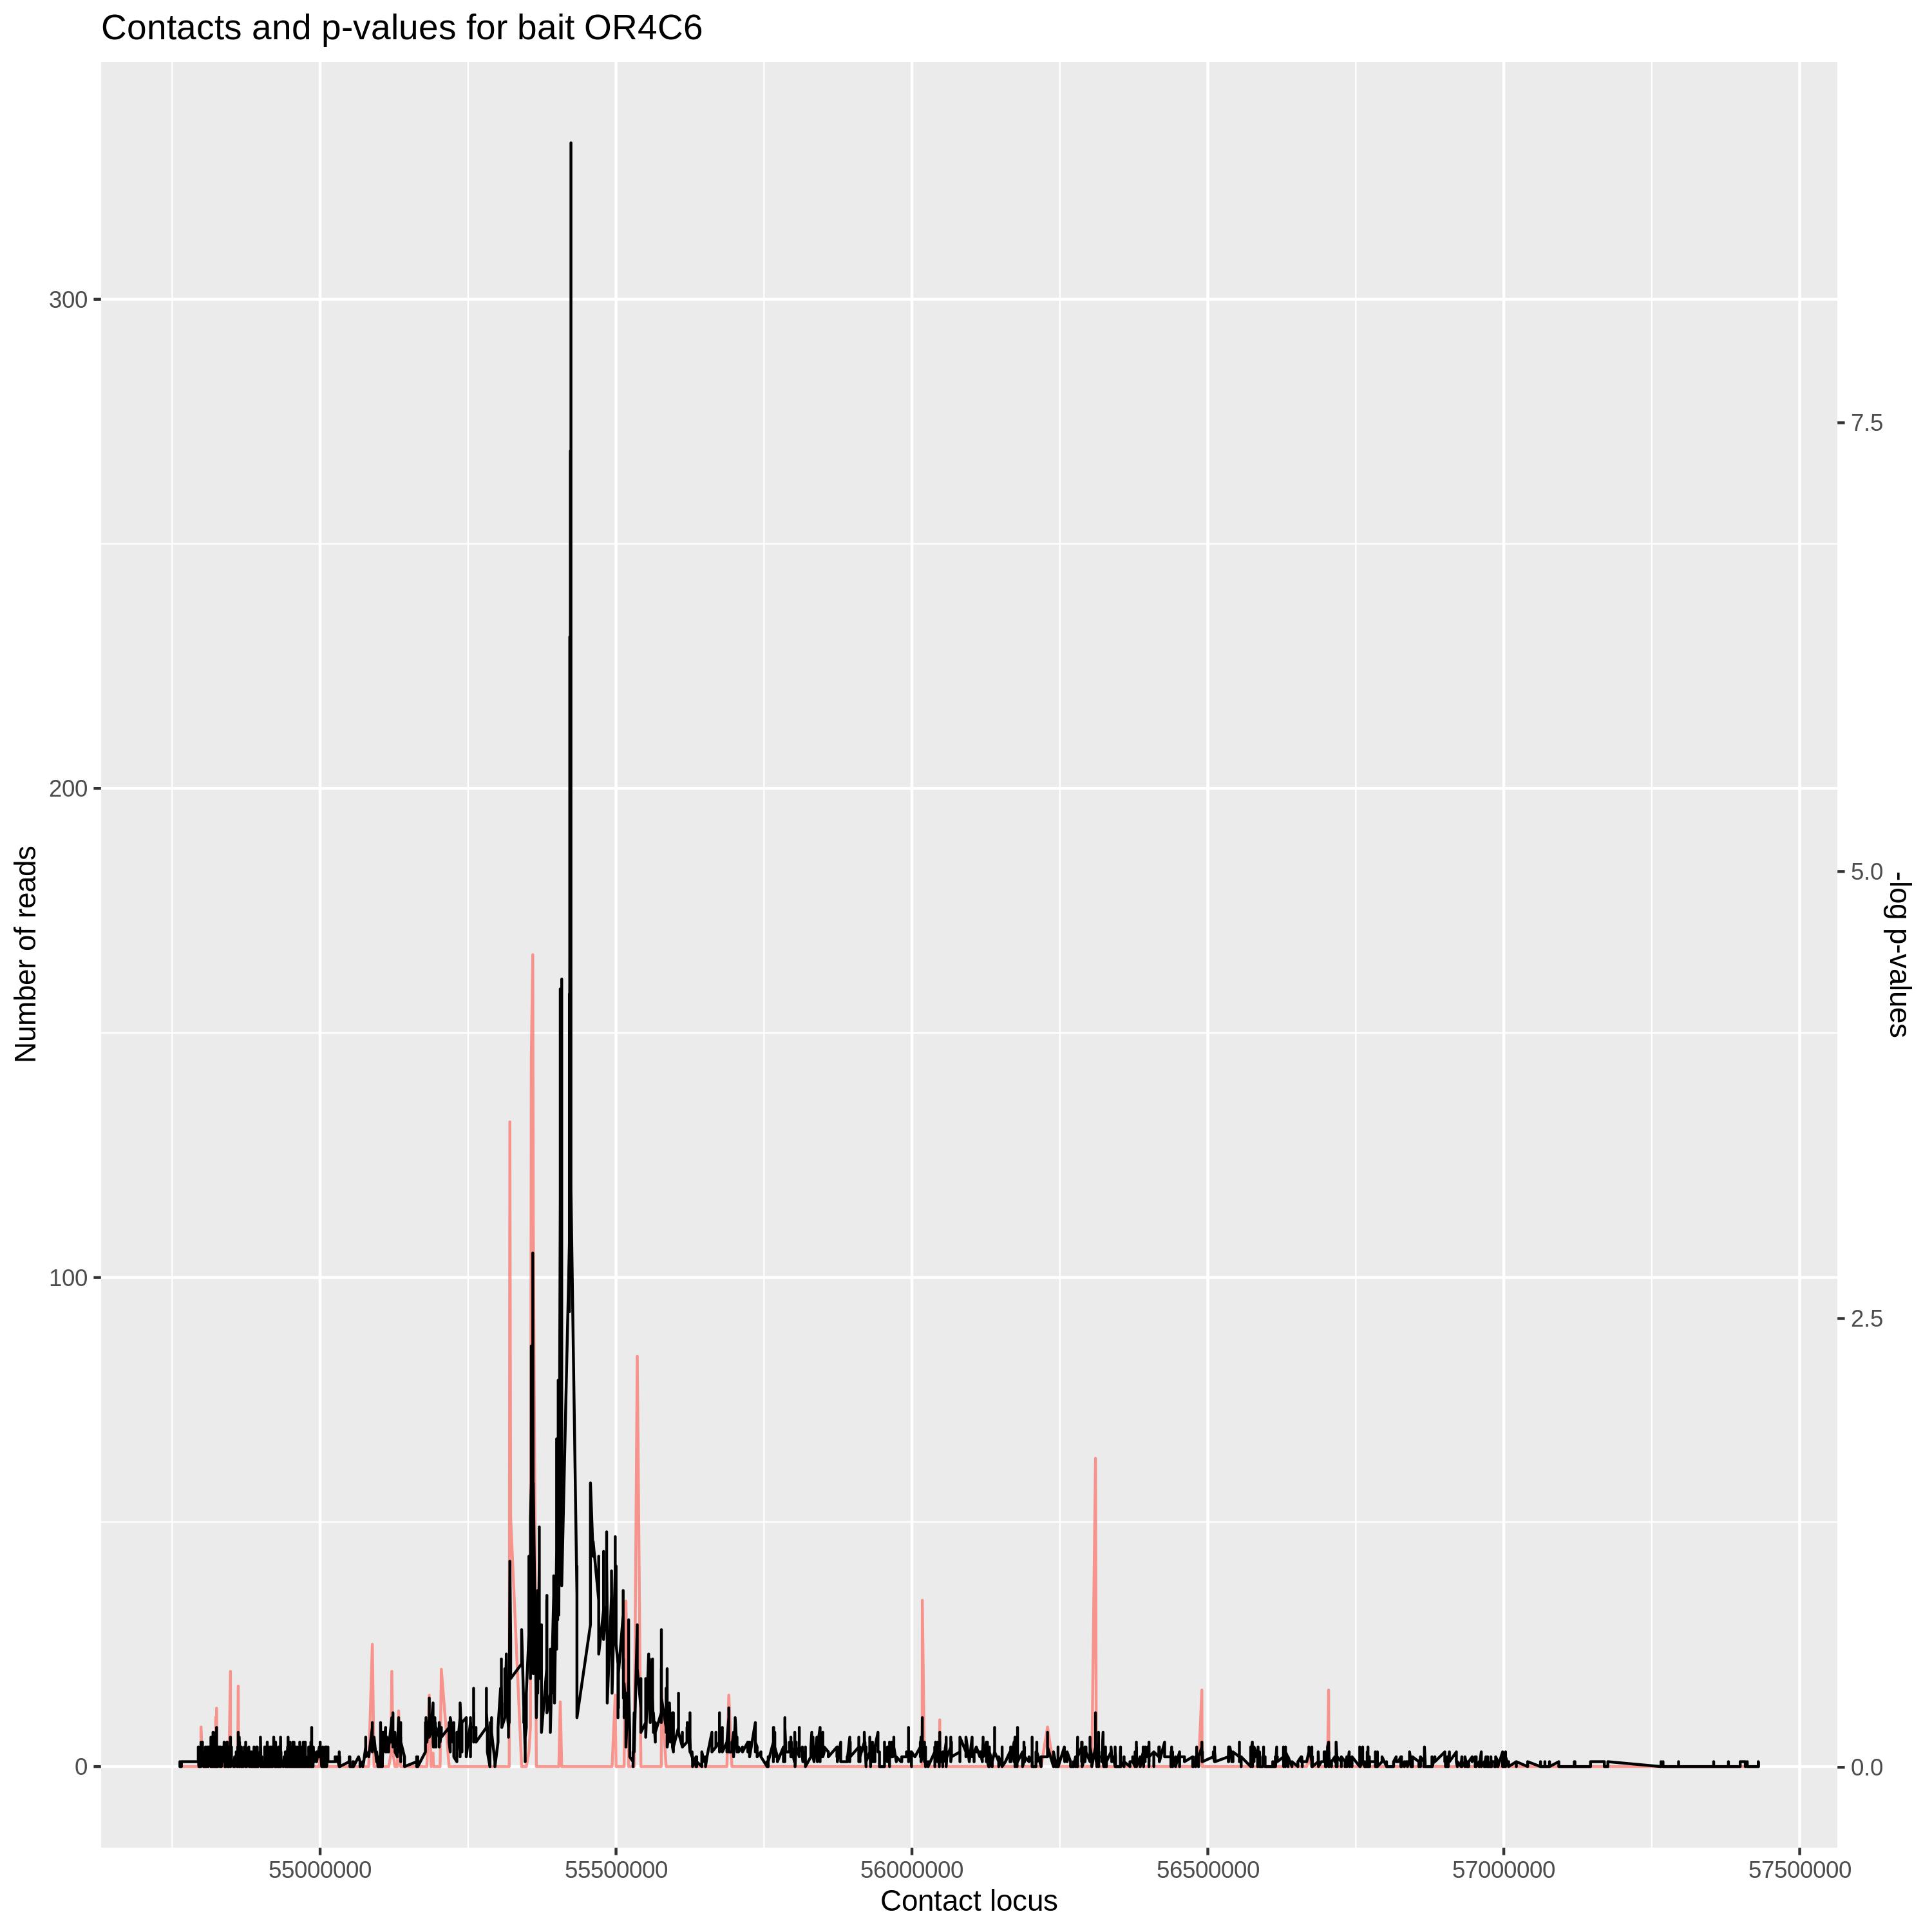 Contacts and p-values for bait OR4C6
300
200
100
0
Number of reads
7.5
5.0
2.5
0.0
-log p-values
55000000 55500000 56000000 56500000 57000000 57500000
Contact locus